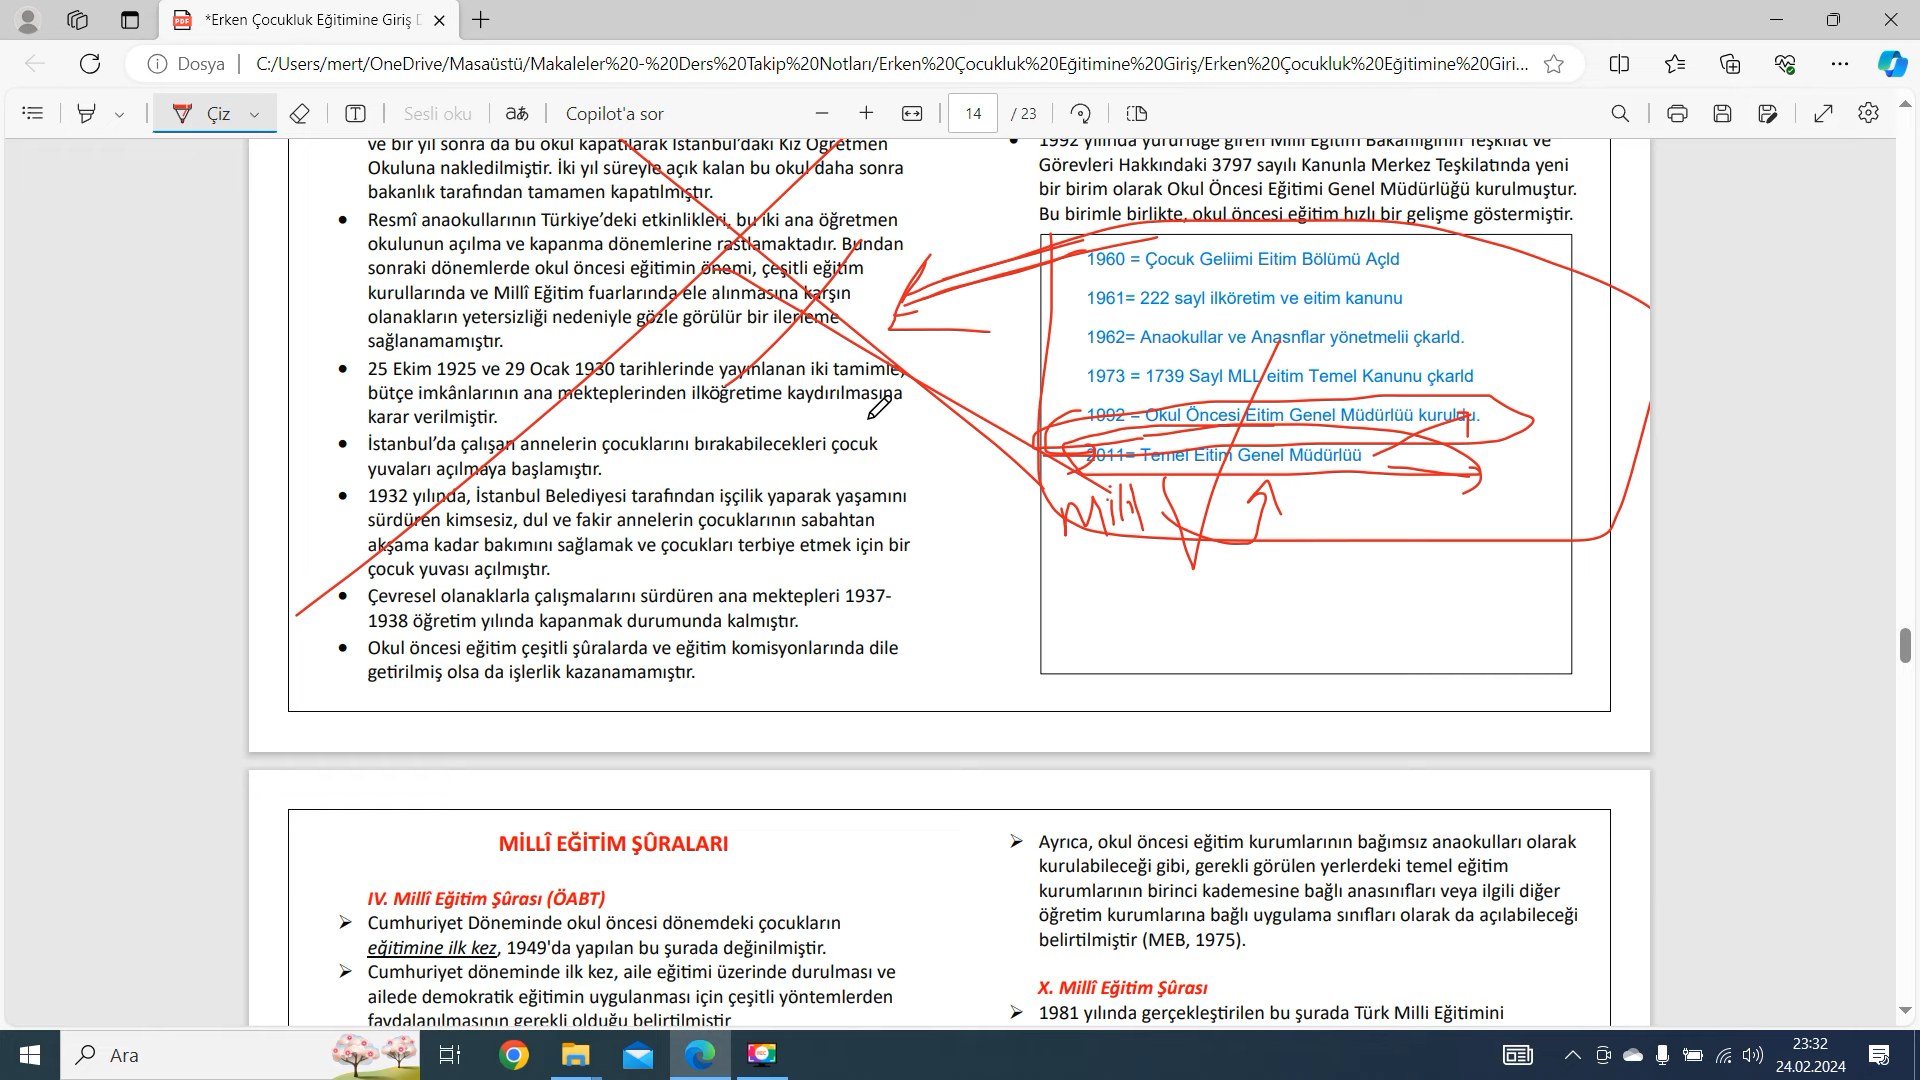 *Erken Çocukluk Eğitimine Giriş D
Dosya
C:/Users/mert/OneDrive/Masaüstü/Makaleler%20-%20Ders%20Takip%20Notları/Erken%20Çocukluk%20Eğitimine%20Giriş/Erken%20Çocukluk%20Eğitimine%20Giri...
Çiz
Sesli oku
aあ
Copilot'a sor
14
/ 23
ve bir yıl sonra da bu okul kapatılarak İstanbul'daki Kız Öğretmen
Okuluna nakledilmiştir. İki yıl süreyle açık kalan bu okul daha sonra
bakanlık tarafından tamamen kapatılmıştır.
• Resmî anaokullarının Türkiye'deki etkinlikleri, bu iki ana öğretmen
okulunun açılma ve kapanma dönemlerine rastlamaktadır. Bundan
sonraki dönemlerde okul öncesi eğitimin önemi, çeşitli eğitim
kurullarında ve Millî Eğitim fuarlarında ele alınmasına karşın
olanakların yetersizliği nedeniyle gözle görülür bir ilerleme
sağlanamamıştır.
• 25 Ekim 1925 ve 29 Ocak 1930 tarihlerinde yayınlanan iki tamimle,
bütçe imkânlarının ana mekteplerinden ilköğretime kaydırılmasına
karar verilmiştir.
• İstanbul'da çalışan annelerin çocuklarını bırakabilecekleri çocuk
yuvaları açılmaya başlamıştır.
• 1932 yılında, İstanbul Belediyesi tarafından işçilik yaparak yaşamını
sürdüren kimsesiz, dul ve fakir annelerin çocuklarının sabahtan
akşama kadar bakımını sağlamak ve çocukları terbiye etmek için bir
çocuk yuvası açılmıştır.
• Çevresel olanaklarla çalışmalarını sürdüren ana mektepleri 1937-
1938 öğretim yılında kapanmak durumunda kalmıştır.
• Okul öncesi eğitim çeşitli şûralarda ve eğitim komisyonlarında dile
getirilmiş olsa da işlerlik kazanamamıştır.
• 1992 yılında yürürlüğe giren Millî Eğitim Bakanlığının Teşkilat ve
Görevleri Hakkındaki 3797 sayılı Kanunla Merkez Teşkilatında yeni
bir birim olarak Okul Öncesi Eğitimi Genel Müdürlüğü kurulmuştur.
Bu birimle birlikte, okul öncesi eğitim hızlı bir gelişme göstermiştir.
1960 = Çocuk Geliimi Eitim Bölümü Açld
1961= 222 sayl ilköretim ve eitim kanunu
1962= Anaokullar ve Anasnflar yönetmelii çkarld.
1973 = 1739 Sayl MLL eitim Temel Kanunu çkarld
1992 = Okul Öncesi Eitim Genel Müdürlüü kuruldu.
2011= Temel Eitim Genel Müdürlüü
MİLLÎ EĞİTİM ŞÛRALARI
IV. Millî Eğitim Şûrası (ÖABT)
➢ Cumhuriyet Döneminde okul öncesi dönemdeki çocukların
eğitimine ilk kez, 1949'da yapılan bu şurada değinilmiştir.
➢ Cumhuriyet döneminde ilk kez, aile eğitimi üzerinde durulması ve
ailede demokratik eğitimin uygulanması için çeşitli yöntemlerden
faydalanılmasının gerekli olduğu belirtilmiştir
➢ Ayrıca, okul öncesi eğitim kurumlarının bağımsız anaokulları olarak
kurulabileceği gibi, gerekli görülen yerlerdeki temel eğitim
kurumlarının birinci kademesine bağlı anasınıfları veya ilgili diğer
öğretim kurumlarına bağlı uygulama sınıfları olarak da açılabileceği
belirtilmiştir (MEB, 1975).
X. Millî Eğitim Şûrası
➢ 1981 yılında gerçekleştirilen bu şurada Türk Milli Eğitimini
Ara
23:32
24.02.2024